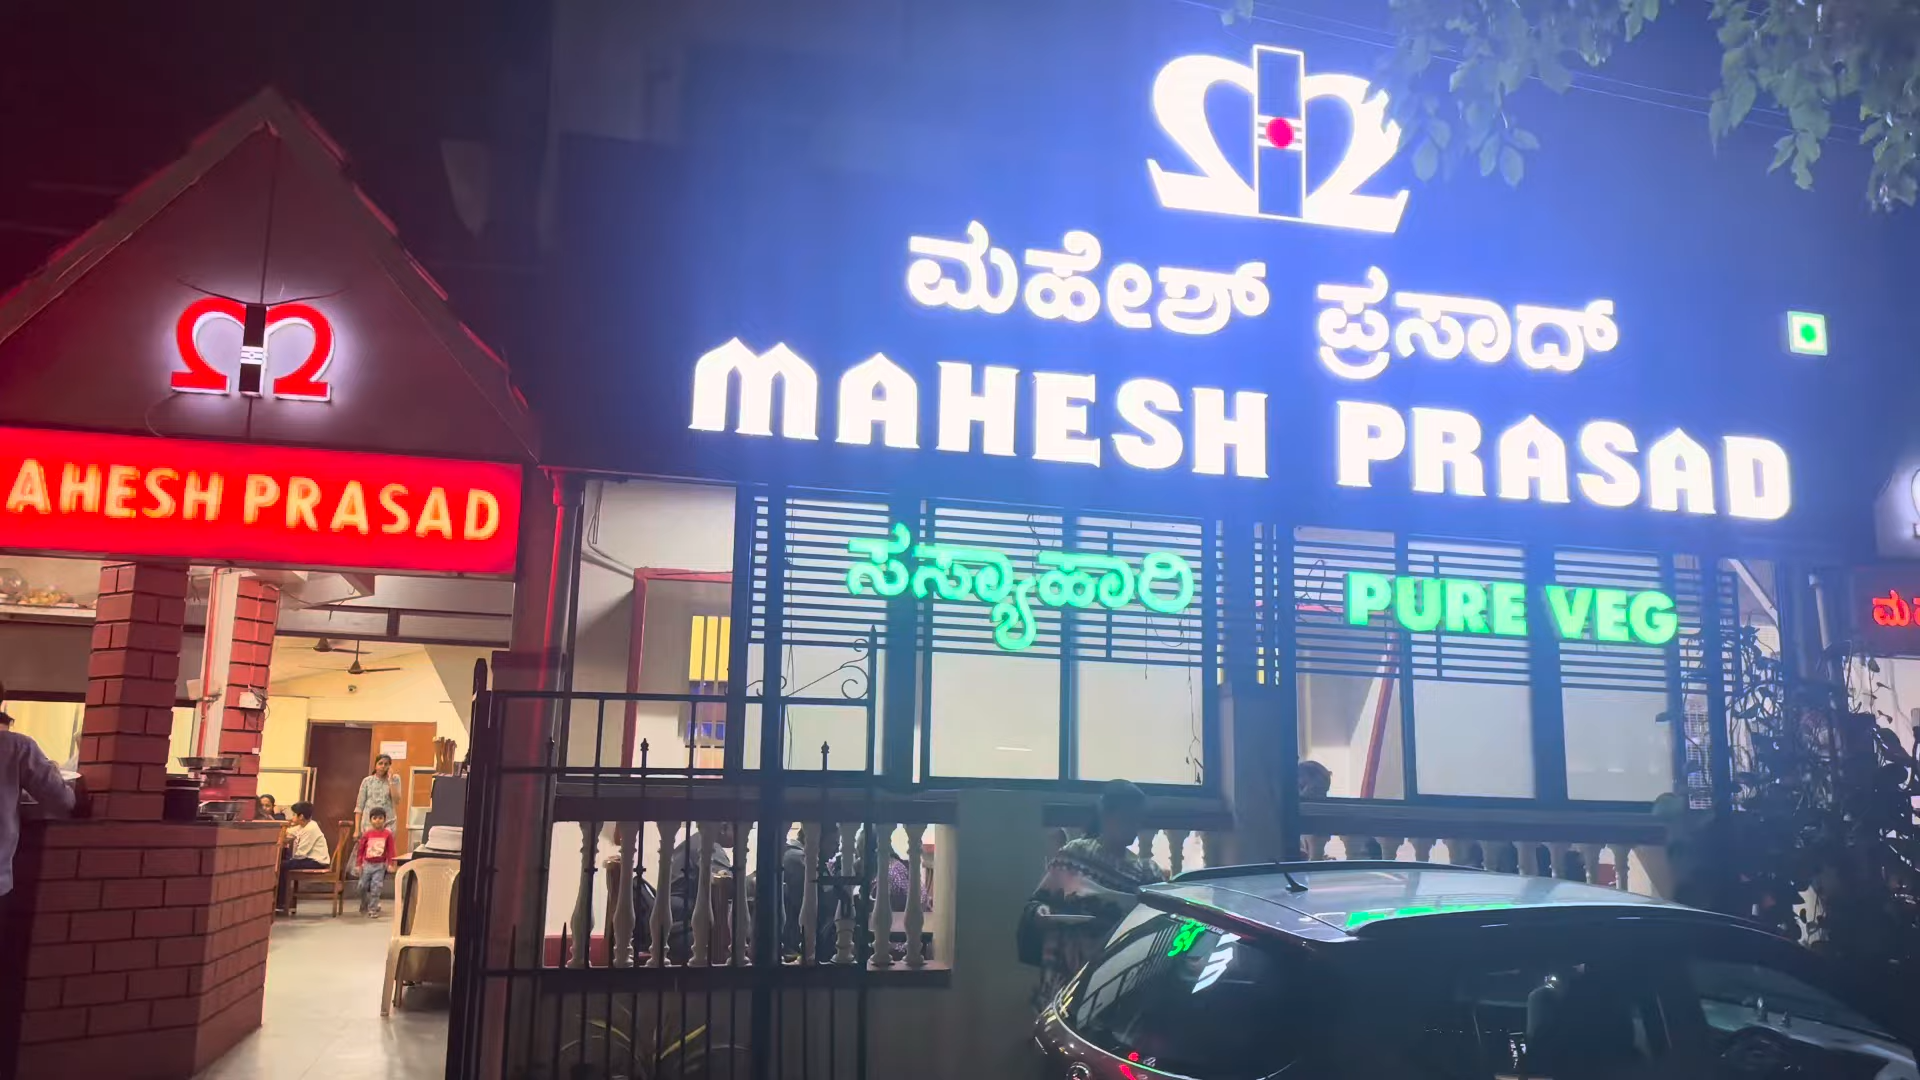 ಮಹೇಶ್ ಪ್ರಸಾದ್
MAHESH PRASAD
AHESH PRASAD
ಸಸ್ಯಾಹಾರಿ
PURE VEG